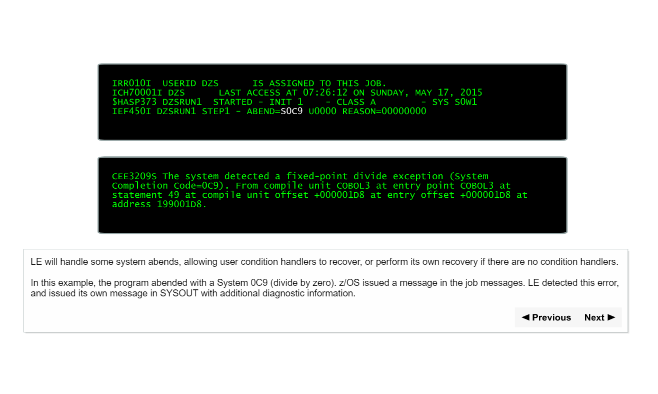 IRR010I  USERID DZS      IS ASSIGNED TO THIS JOB.
ICH70001I DZS      LAST ACCESS AT 07:26:12 ON SUNDAY, MAY 17, 2015
$HASP373 DZSRUN1  STARTED - INIT 1    - CLASS A        - SYS S0W1
IEF450I DZSRUN1 STEP1 - ABEND=S0C9 U0000 REASON=00000000
CEE3209S The system detected a fixed-point divide exception (System
Completion Code=0C9). From compile unit COBOL3 at entry point COBOL3 at
statement 49 at compile unit offset +000001D8 at entry offset +000001D8 at
address 199001D8.
LE will handle some system abends, allowing user condition handlers to recover, or perform its own recovery if there are no condition handlers.
In this example, the program abended with a System 0C9 (divide by zero). z/OS issued a message in the job messages. LE detected this error,
and issued its own message in SYSOUT with additional diagnostic information.
◄ Previous Next ►